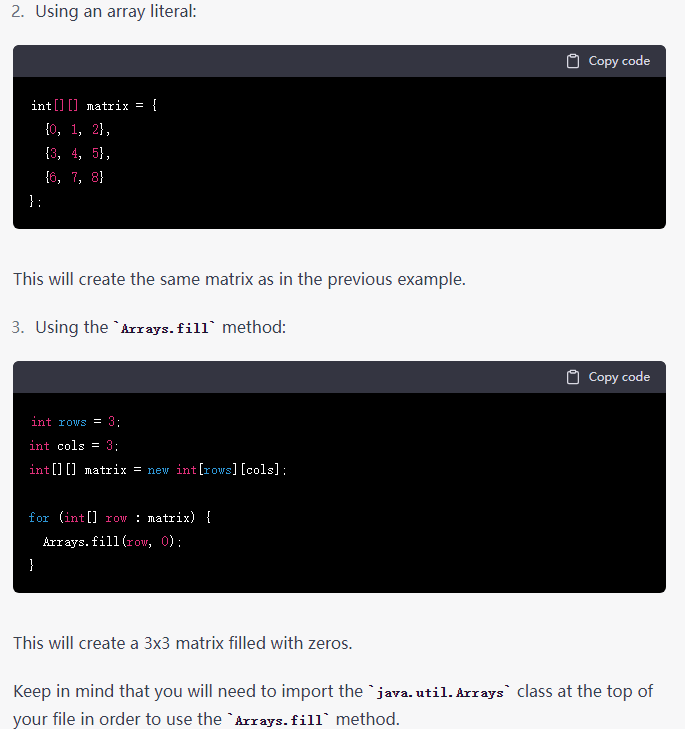 2. Using an array literal:
Copy code
int[][] matrix = {
  {0, 1, 2},
  {3, 4, 5},
  {6, 7, 8}
};
This will create the same matrix as in the previous example.
3. Using the `Arrays.fill` method:
Copy code
int rows = 3;
int cols = 3;
int[][] matrix = new int[rows][cols];
for (int[] row : matrix) {
  Arrays.fill(row, 0);
}
This will create a 3x3 matrix filled with zeros.
Keep in mind that you will need to import the `java.util.Arrays` class at the top of
your file in order to use the `Arrays.fill` method.